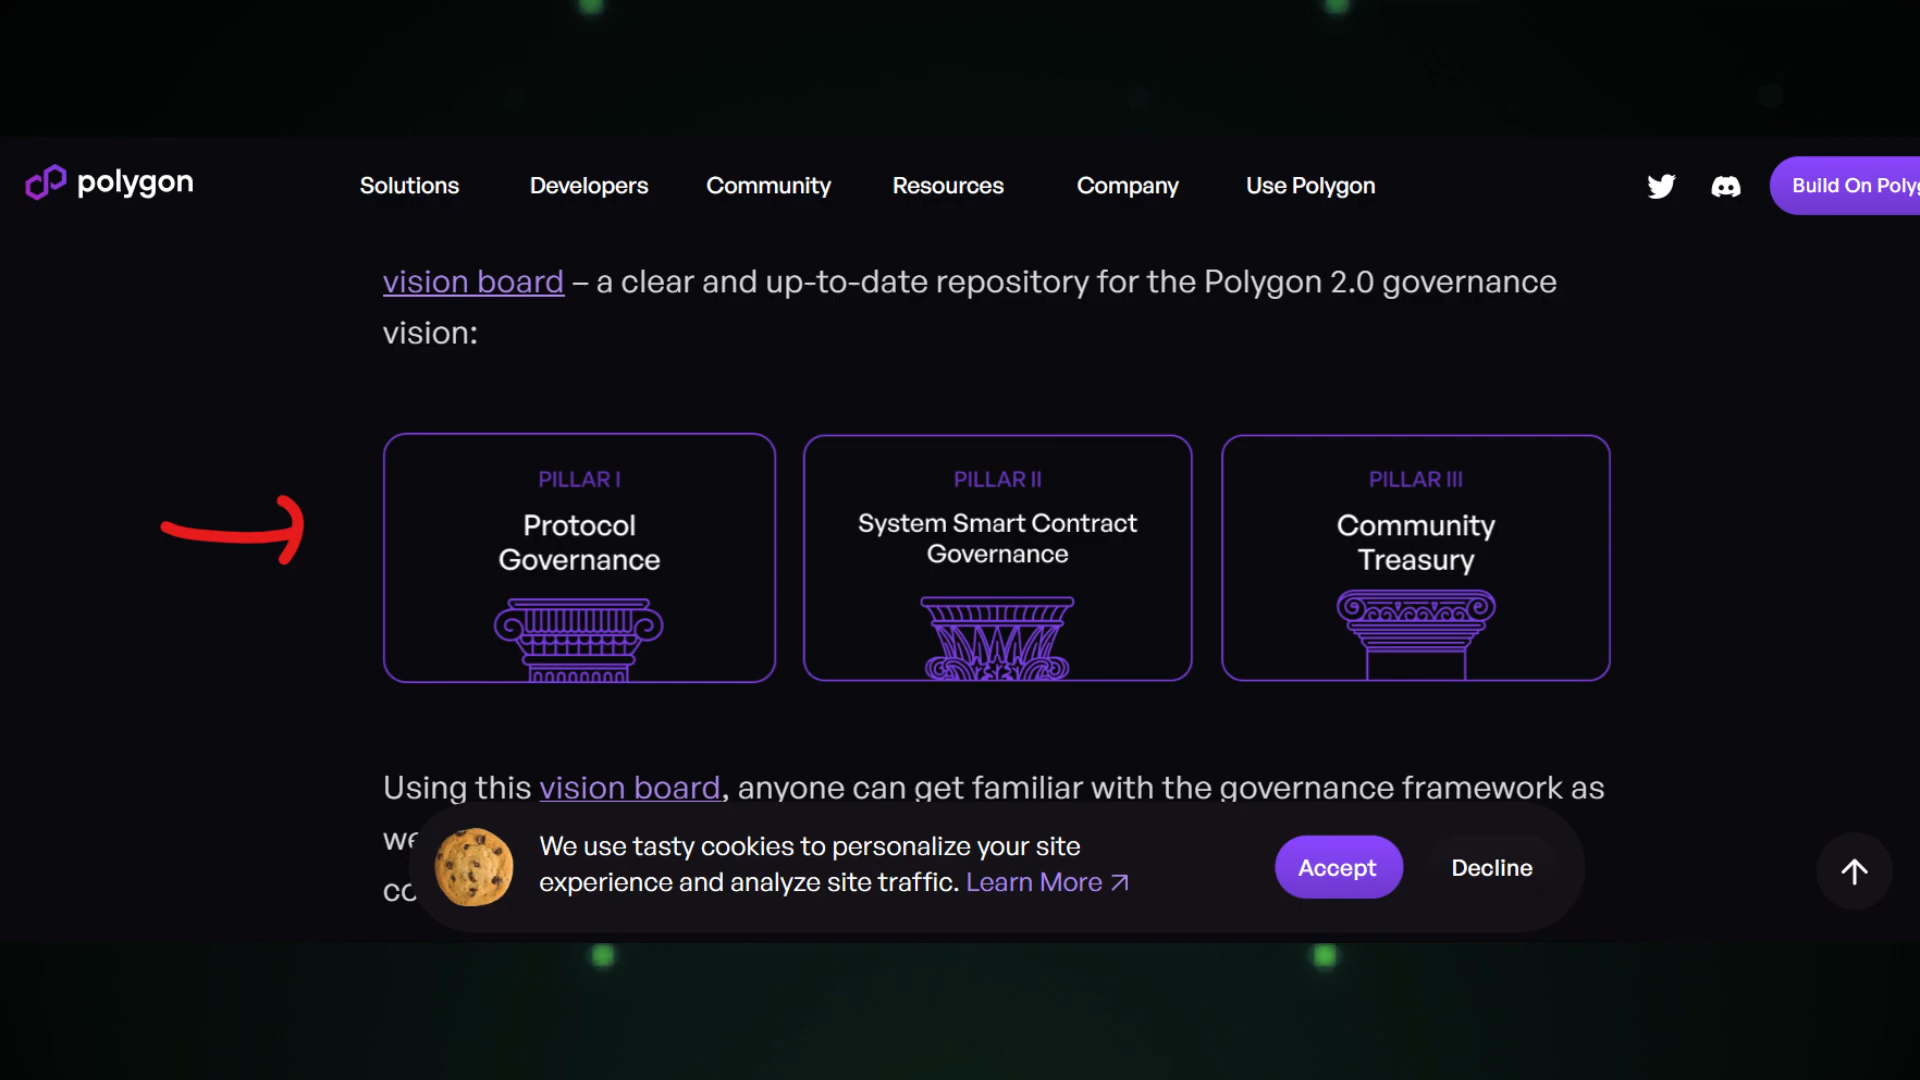 polygon
Solutions
Developers
Community
Resources
Company
Use Polygon
Build On
vision board – a clear and up-to-date repository for the Polygon 2.0 governance
vision:
PILLAR I
Protocol
Governance
PILLAR II
System Smart Contract
Governance
PILLAR III
Community
Treasury
Using this vision board, anyone can get familiar with the governance framework as
We use tasty cookies to personalize your site
experience and analyze site traffic. Learn More ↗
Accept
Decline